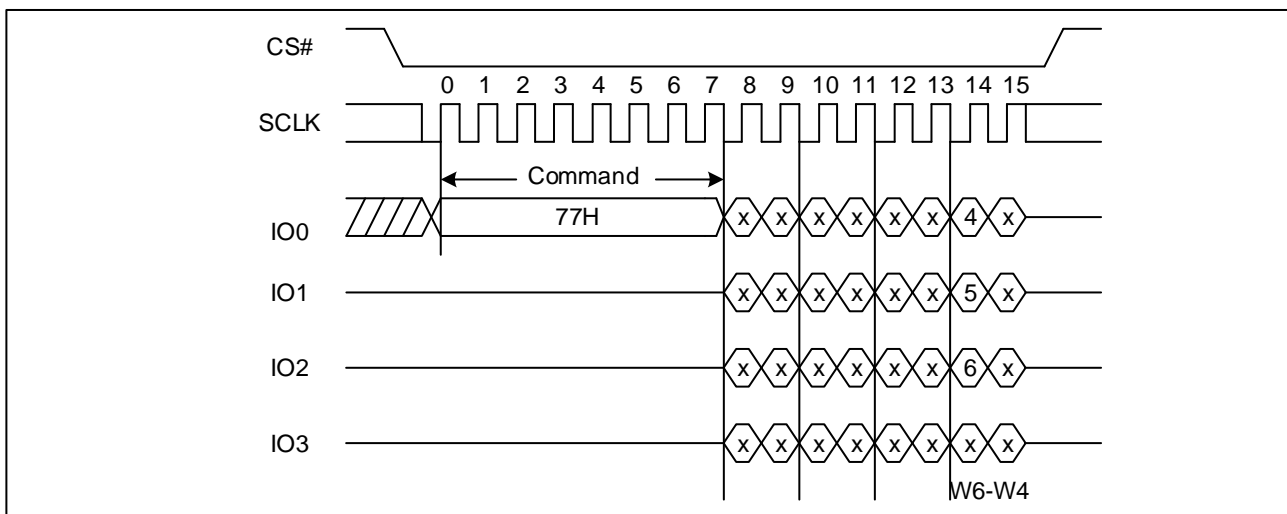 CS#
0 1 2 3 4 5 6 7 8 9 10 11 12 13 14 15
SCLK
Command
IO0 77H x x x x x x 4 x
IO1 x x x x x x 5 x
IO2 x x x x x x 6 x
IO3 x x x x x x x x
W6-W4